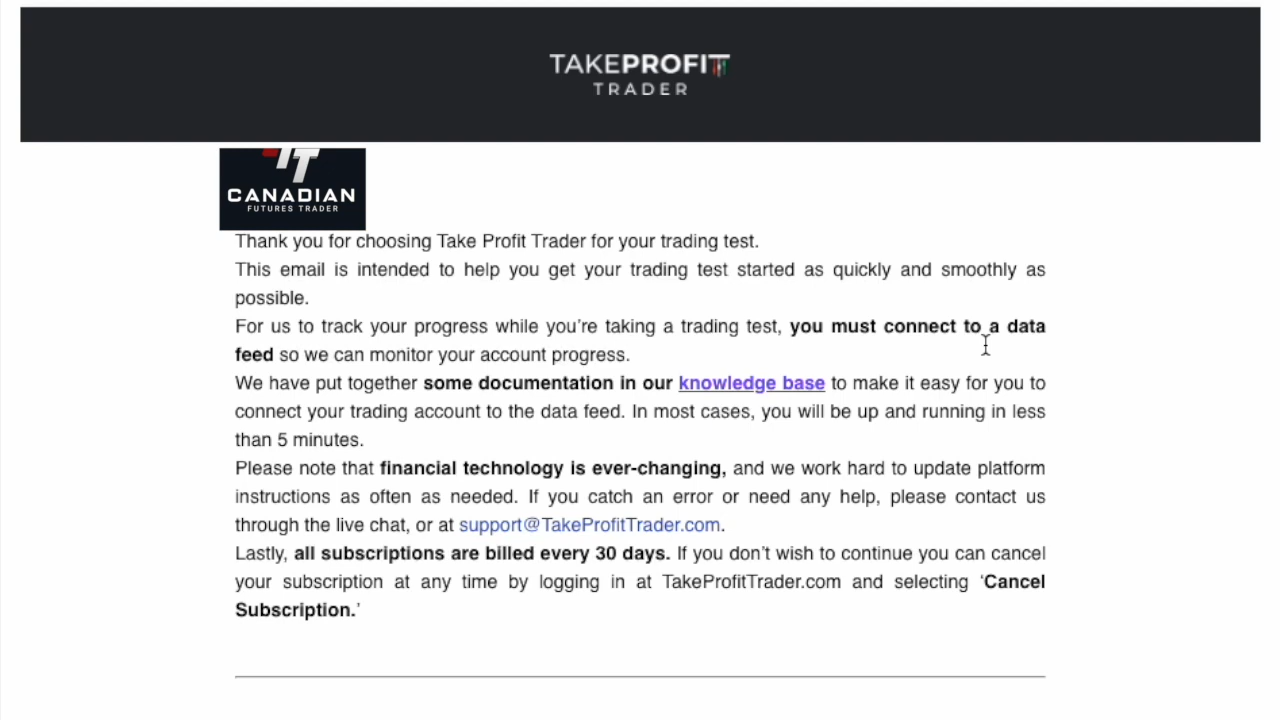 TAKEPROFIT
TRADER
CANADIAN
FUTURES TRADER
Thank you for choosing Take Profit Trader for your trading test.
This email is intended to help you get your trading test started as quickly and smoothly as
possible.
For us to track your progress while you’re taking a trading test, you must connect to a data
feed so we can monitor your account progress.
We have put together some documentation in our knowledge base to make it easy for you to
connect your trading account to the data feed. In most cases, you will be up and running in less
than 5 minutes.
Please note that financial technology is ever-changing, and we work hard to update platform
instructions as often as needed. If you catch an error or need any help, please contact us
through the live chat, or at support@TakeProfitTrader.com.
Lastly, all subscriptions are billed every 30 days. If you don’t wish to continue you can cancel
your subscription at any time by logging in at TakeProfitTrader.com and selecting ‘Cancel
Subscription.’